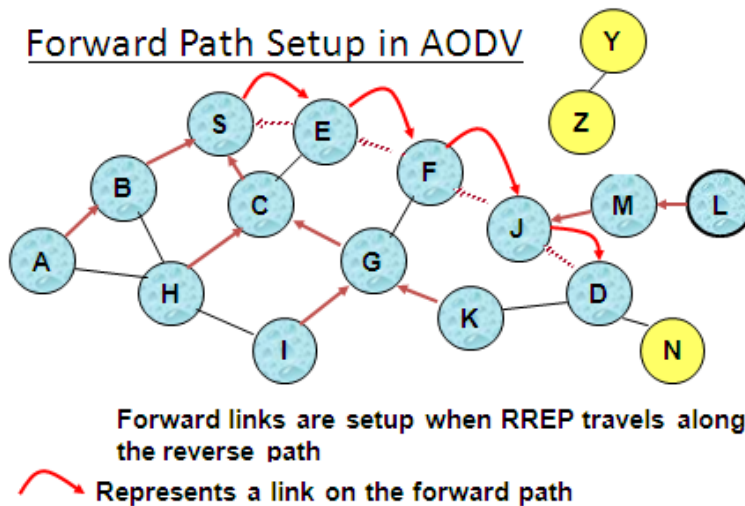 Forward Path Setup in AODV
Y
Z
S
E
F
B
C
J
M
L
A
H
G
D
K
I
N
Forward links are setup when RREP travels along
the reverse path
Represents a link on the forward path